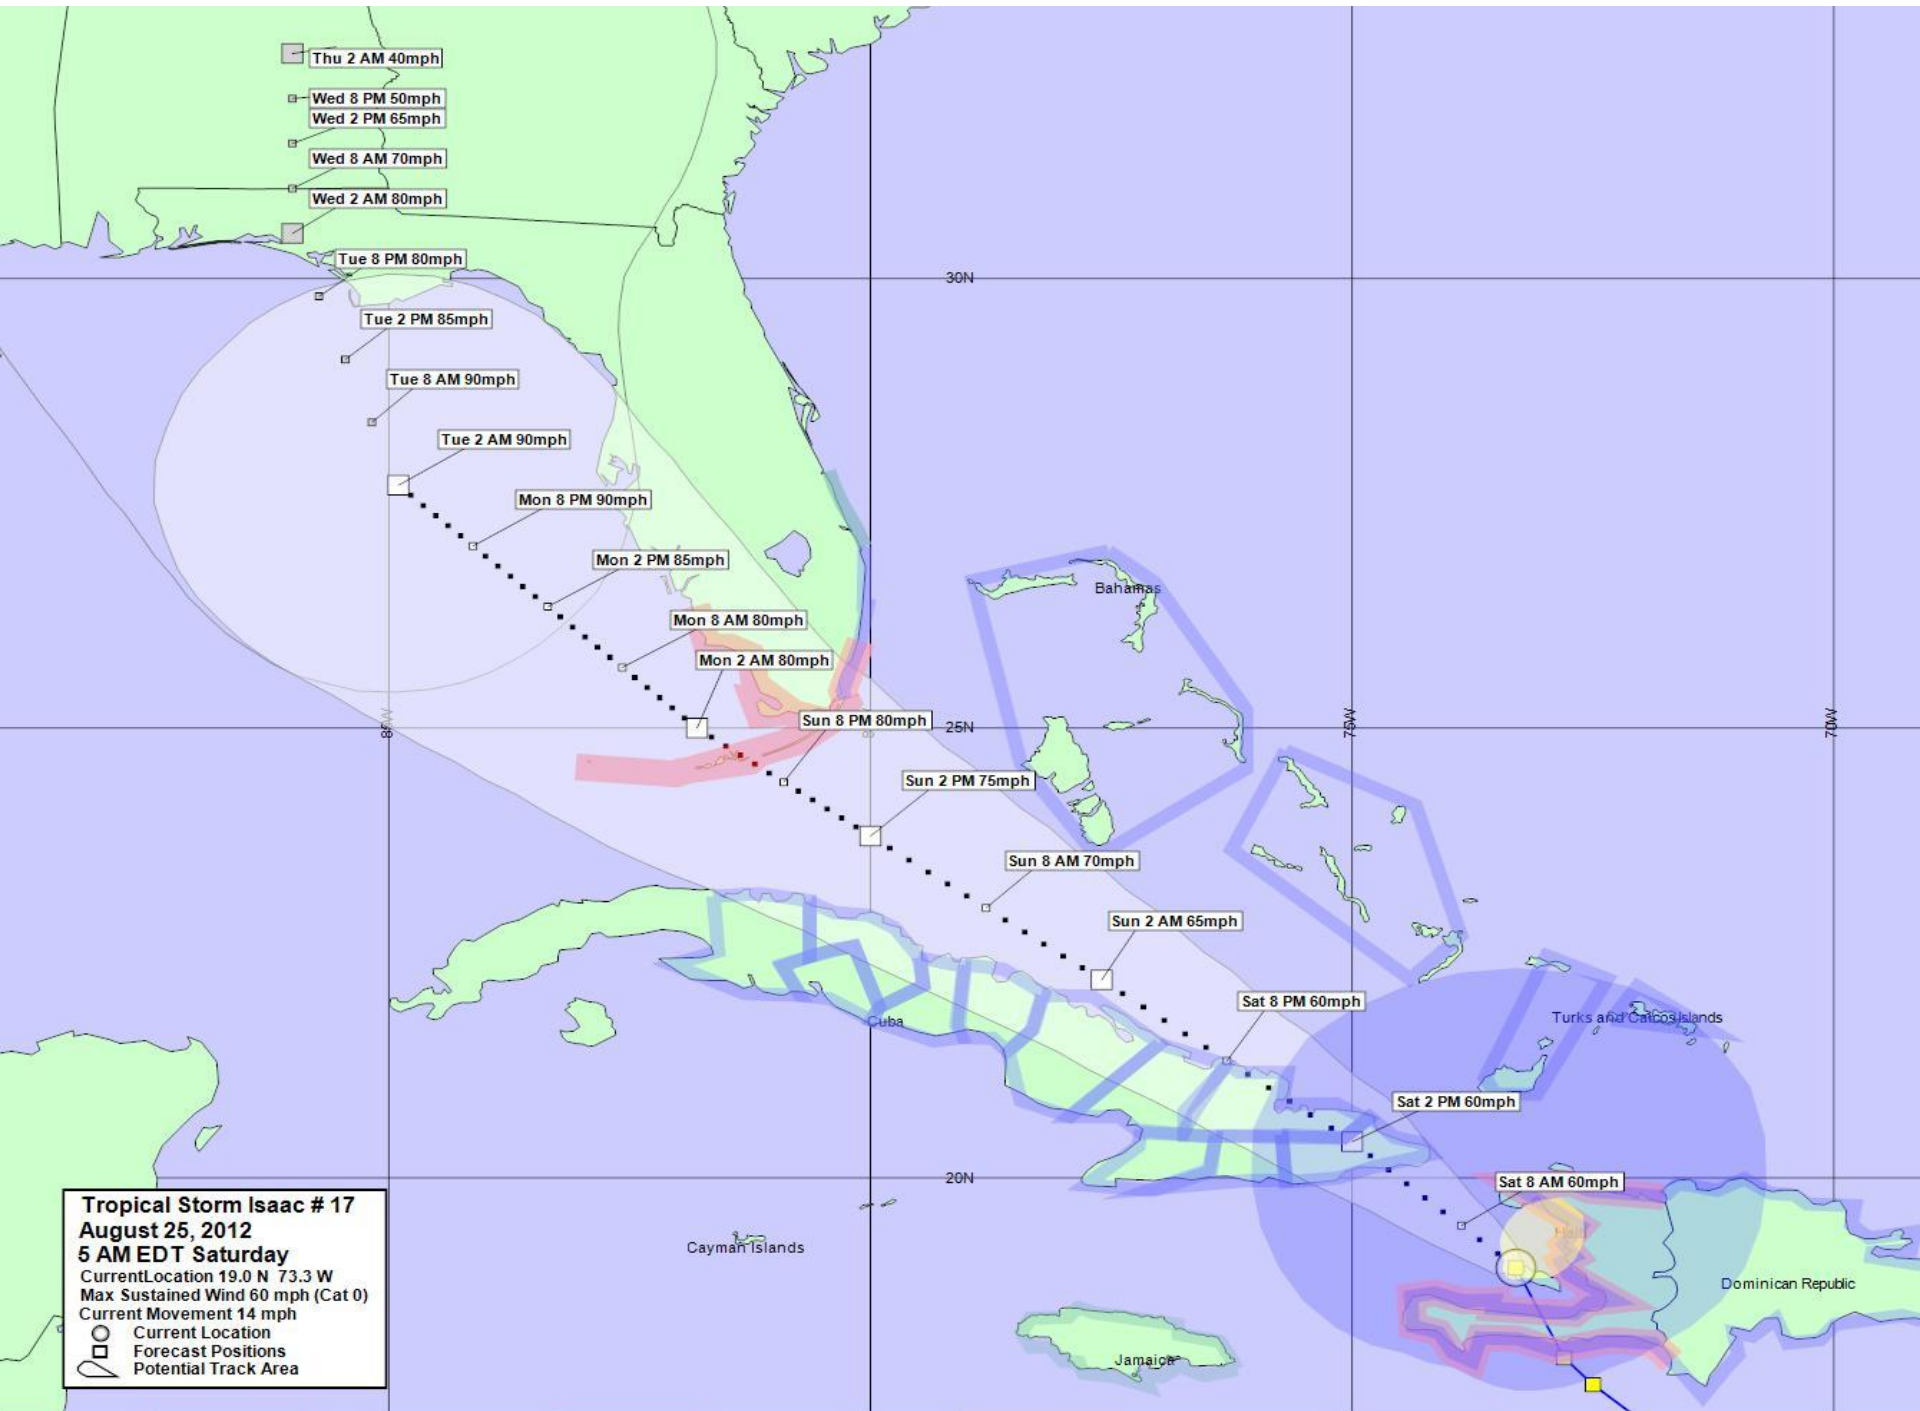 Thu 2 AM 40mph
Wed 8 PM 50mph
Wed 2 PM 65mph
Wed 8 AM 70mph
Wed 2 AM 80mph
Tue 8 PM 80mph
30N
Tue 2 PM 85mph
Tue 8 AM 90mph
Tue 2 AM 90mph
Mon 8 PM 90mph
Mon 2 PM 85mph
Bahamas
Mon 8 AM 80mph
Mon 2 AM 80mph
Sun 8 PM 80mph
25N
75W
70W
Sun 2 PM 75mph
Sun 8 AM 70mph
Sun 2 AM 65mph
Sat 8 PM 60mph
Cuba
Turks and Caicos Islands
Sat 2 PM 60mph
20N
Sat 8 AM 60mph
Haiti
Cayman Islands
Dominican Republic
Jamaica
Tropical Storm Isaac # 17
August 25, 2012
5 AM EDT Saturday
CurrentLocation 19.0 N 73.3 W
Max Sustained Wind 60 mph (Cat 0)
Current Movement 14 mph
Current Location
Forecast Positions
Potential Track Area